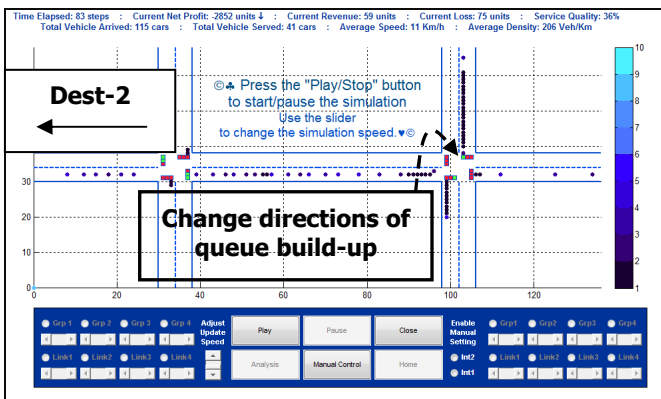 Time Elapsed: 83 steps : Current Net Profit: -2852 units ↓ : Current Revenue: 59 units : Current Loss: 75 units : Service Quality: 36%
Total Vehicle Arrived: 115 cars : Total Vehicle Served: 41 cars : Average Speed: 11 Km/h : Average Density: 206 Veh/Km
Dest-2
©♣ Press the "Play/Stop" button
to start/pause the simulation
Use the slider
to change the simulation speed.♥©
Change directions of
queue build-up
30
20
10
0
0 20 40 60 80 100 120
10
9
8
7
6
5
4
3
2
1
Grp 1 Grp 2 Grp 3 Grp 4
Link1 Link2 Link3 Link4
Adjust
Update
Speed
Play Pause Close
Analysis Manual Control Home
Enable
Manual
Setting
Int2
Int1
Grp1 Grp2 Grp3 Grp4
Link1 Link2 Link3 Link4